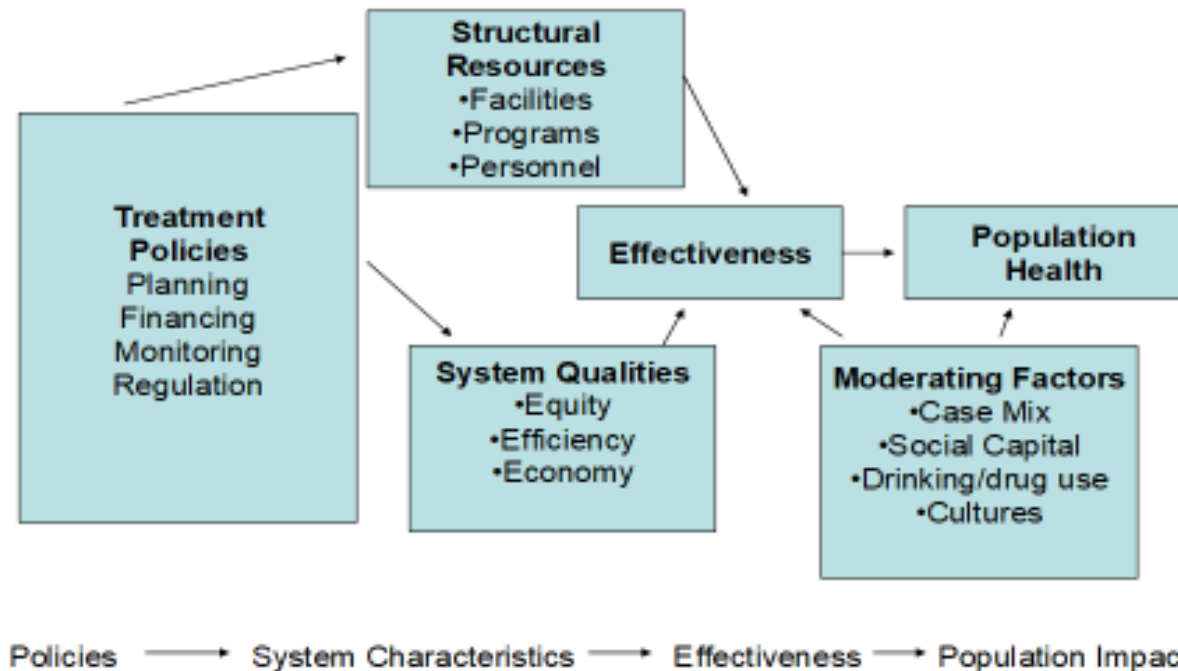 Structural
Resources
•Facilities
•Programs
•Personnel
Treatment
Policies
Planning
Financing
Monitoring
Regulation
Effectiveness
Population
Health
System Qualities
•Equity
•Efficiency
•Economy
Moderating Factors
•Case Mix
•Social Capital
•Drinking/drug use
•Cultures
Policies → System Characteristics → Effectiveness → Population Impac